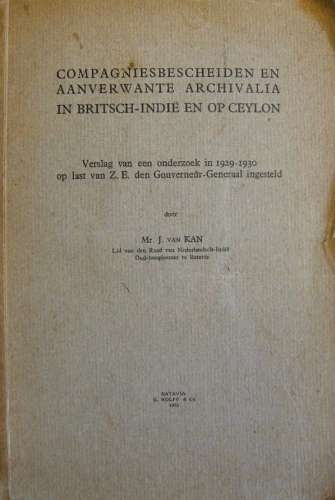 COMPAGNIESBESCHEIDEN EN
AANVERWANTE ARCHIVALIA
IN BRITSCH-INDIË EN OP CEYLON
Verslag van een onderzoek in 1929-1930
op last van Z. E. den Gouverneur-Generaal ingesteld
door
Mr. J. VAN KAN
Lid van den Raad van Nederlandsch-Indië
Oud-hoogleeraar te Batavia
BATAVIA
G. KOLFF & Co